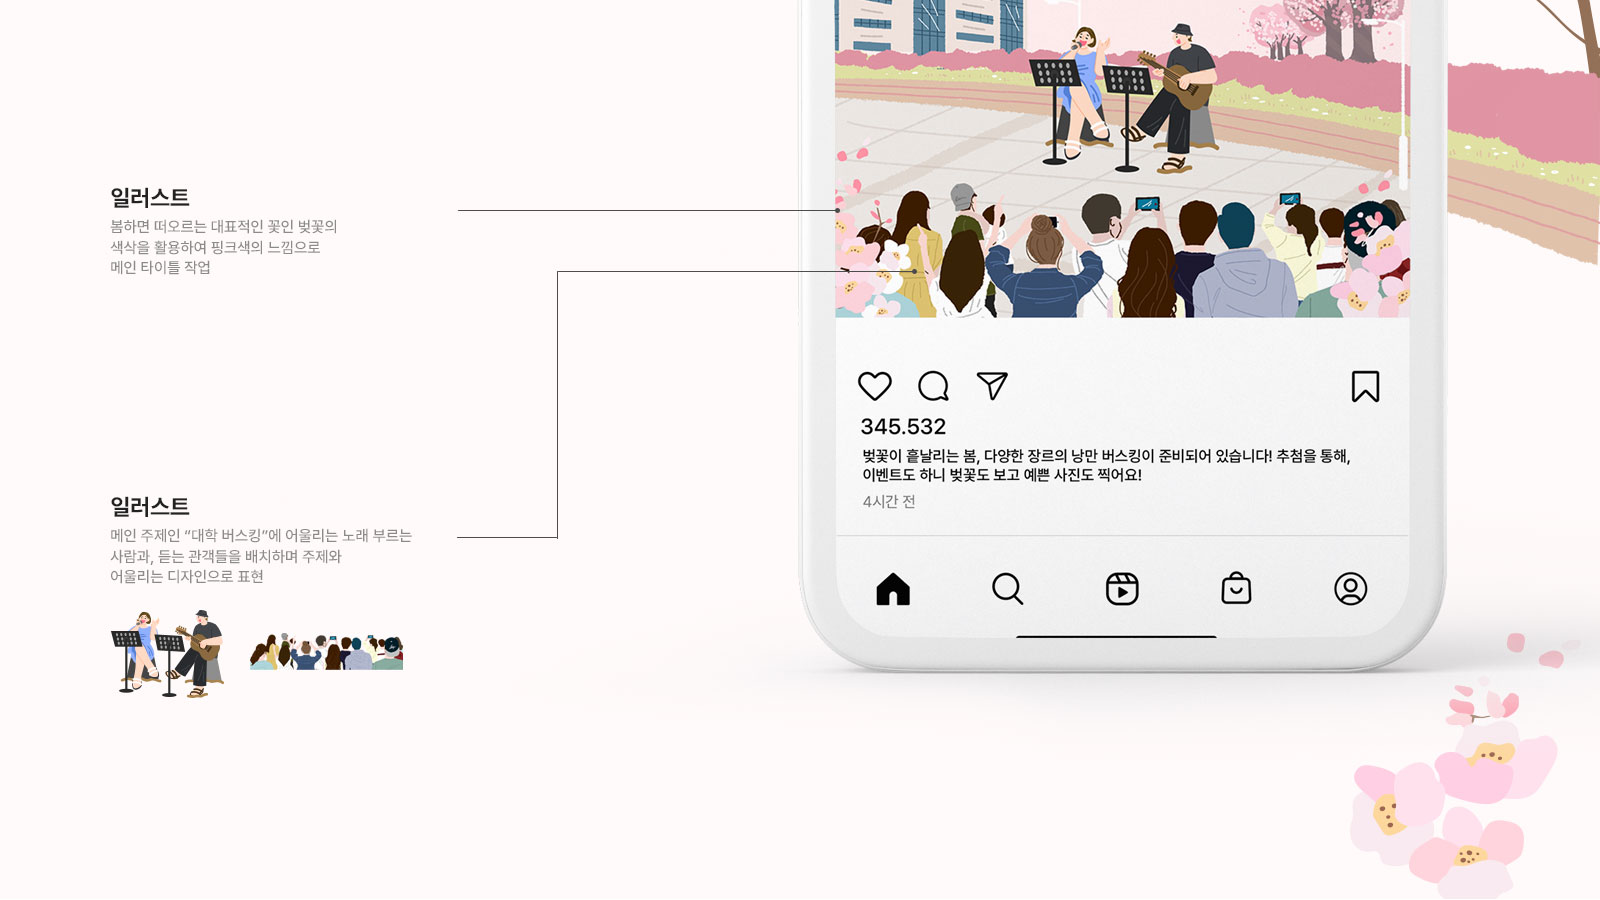 일러스트
봄하면 떠오르는 대표적인 꽃인 벚꽃의
색삭을 활용하여 핑크색의 느낌으로
메인 타이틀 작업
일러스트
메인 주제인 “대학 버스킹”에 어울리는 노래 부르는
사람과, 듣는 관객들을 배치하며 주제와
어울리는 디자인으로 표현
345.532
벚꽃이 흩날리는 봄, 다양한 장르의 낭만 버스킹이 준비되어 있습니다! 추첨을 통해,
이벤트도 하니 벚꽃도 보고 예쁜 사진도 찍어요!
4시간 전